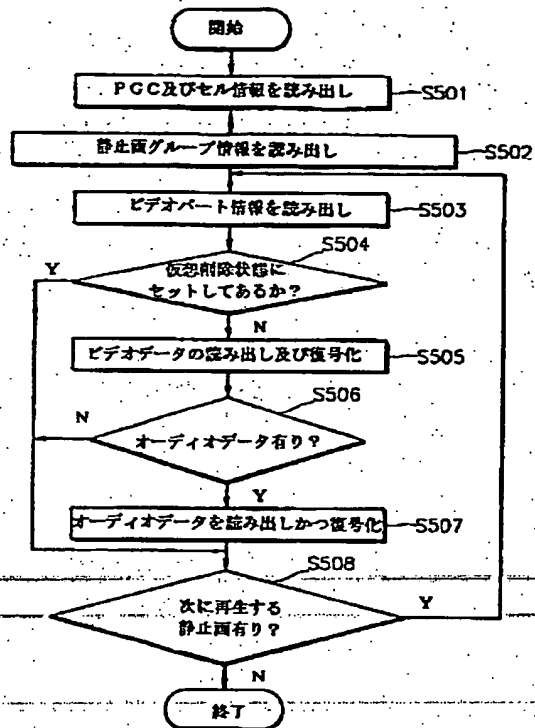 開始
PGC及びセル情報を読み出し
S501
静止画グループ情報を読み出し
S502
ビデオパート情報を読み出し
S503
S504
仮想削除状態に
セットしてあるか?
Y
N
ビデオデータの読み出し及び復号化
S505
S506
オーディオデータ有り?
N
Y
オーディオデータを読み出しかつ復号化
S507
S508
次に再生する
静止画有り?
Y
N
終了